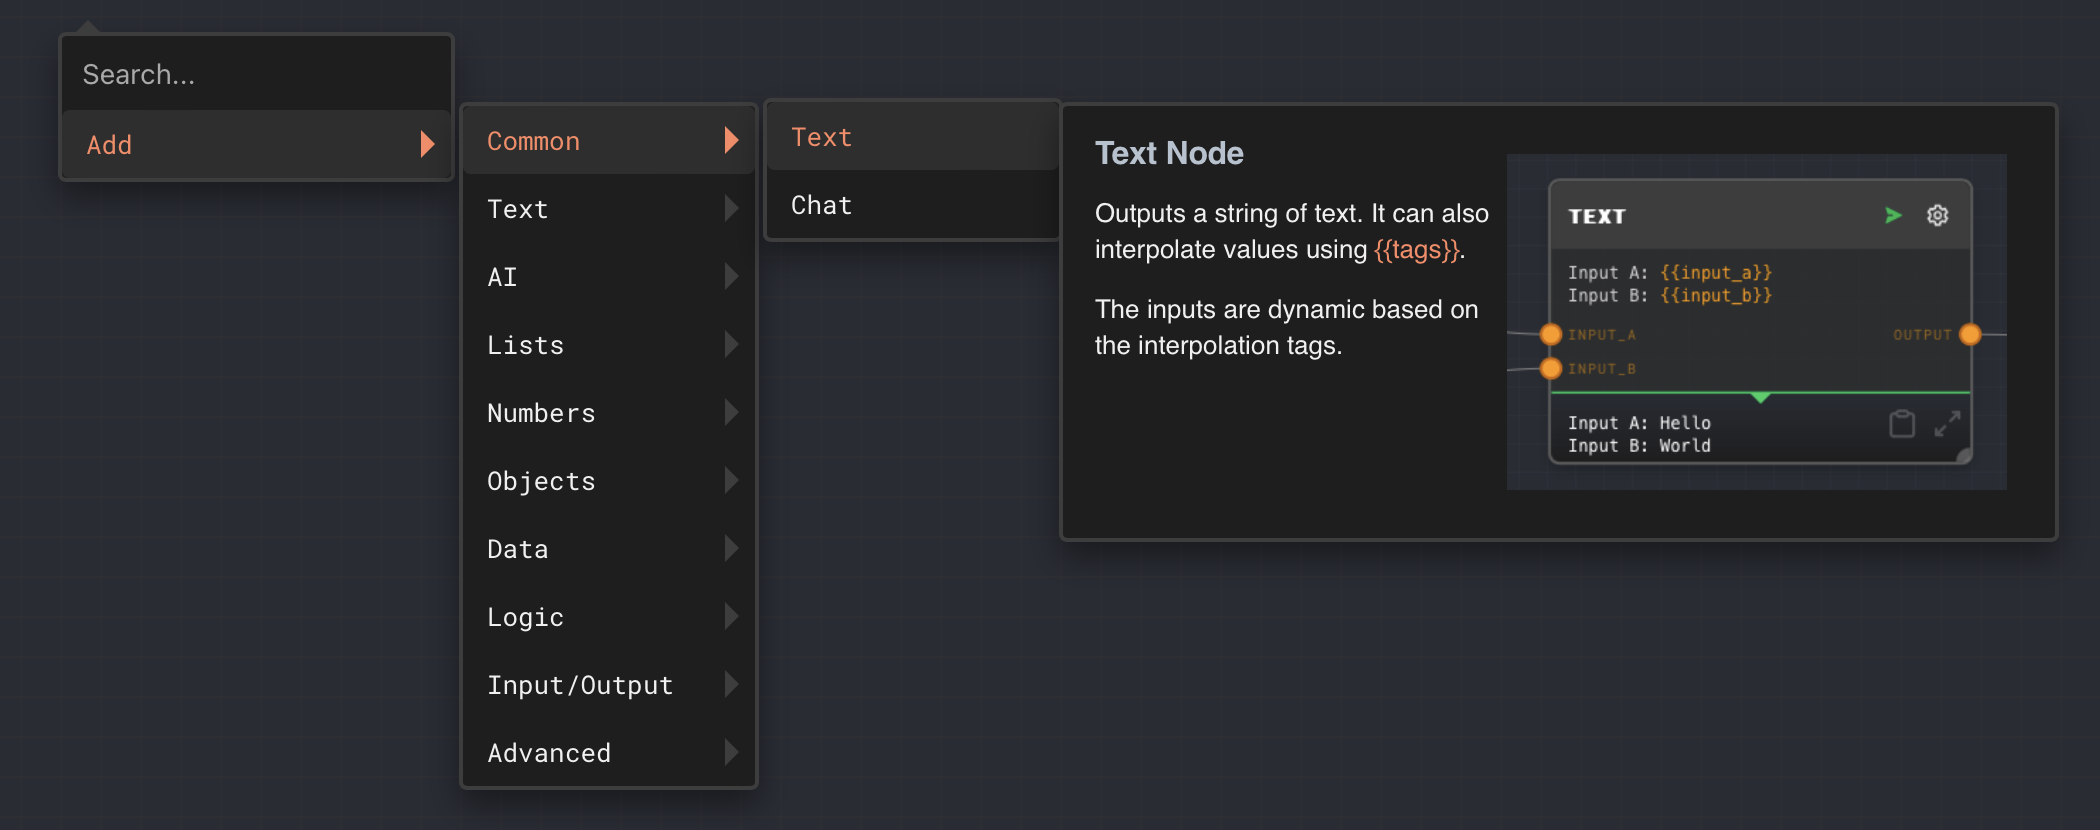 Search...
Add
Common
Text
AI
Lists
Numbers
Objects
Data
Logic
Input/Output
Advanced
Text
Chat
Text Node
Outputs a string of text. It can also
interpolate values using {{tags}}.
The inputs are dynamic based on
the interpolation tags.
TEXT
Input A: {{input_a}}
Input B: {{input_b}}
INPUT_A
OUTPUT
INPUT_B
Input A: Hello
Input B: World